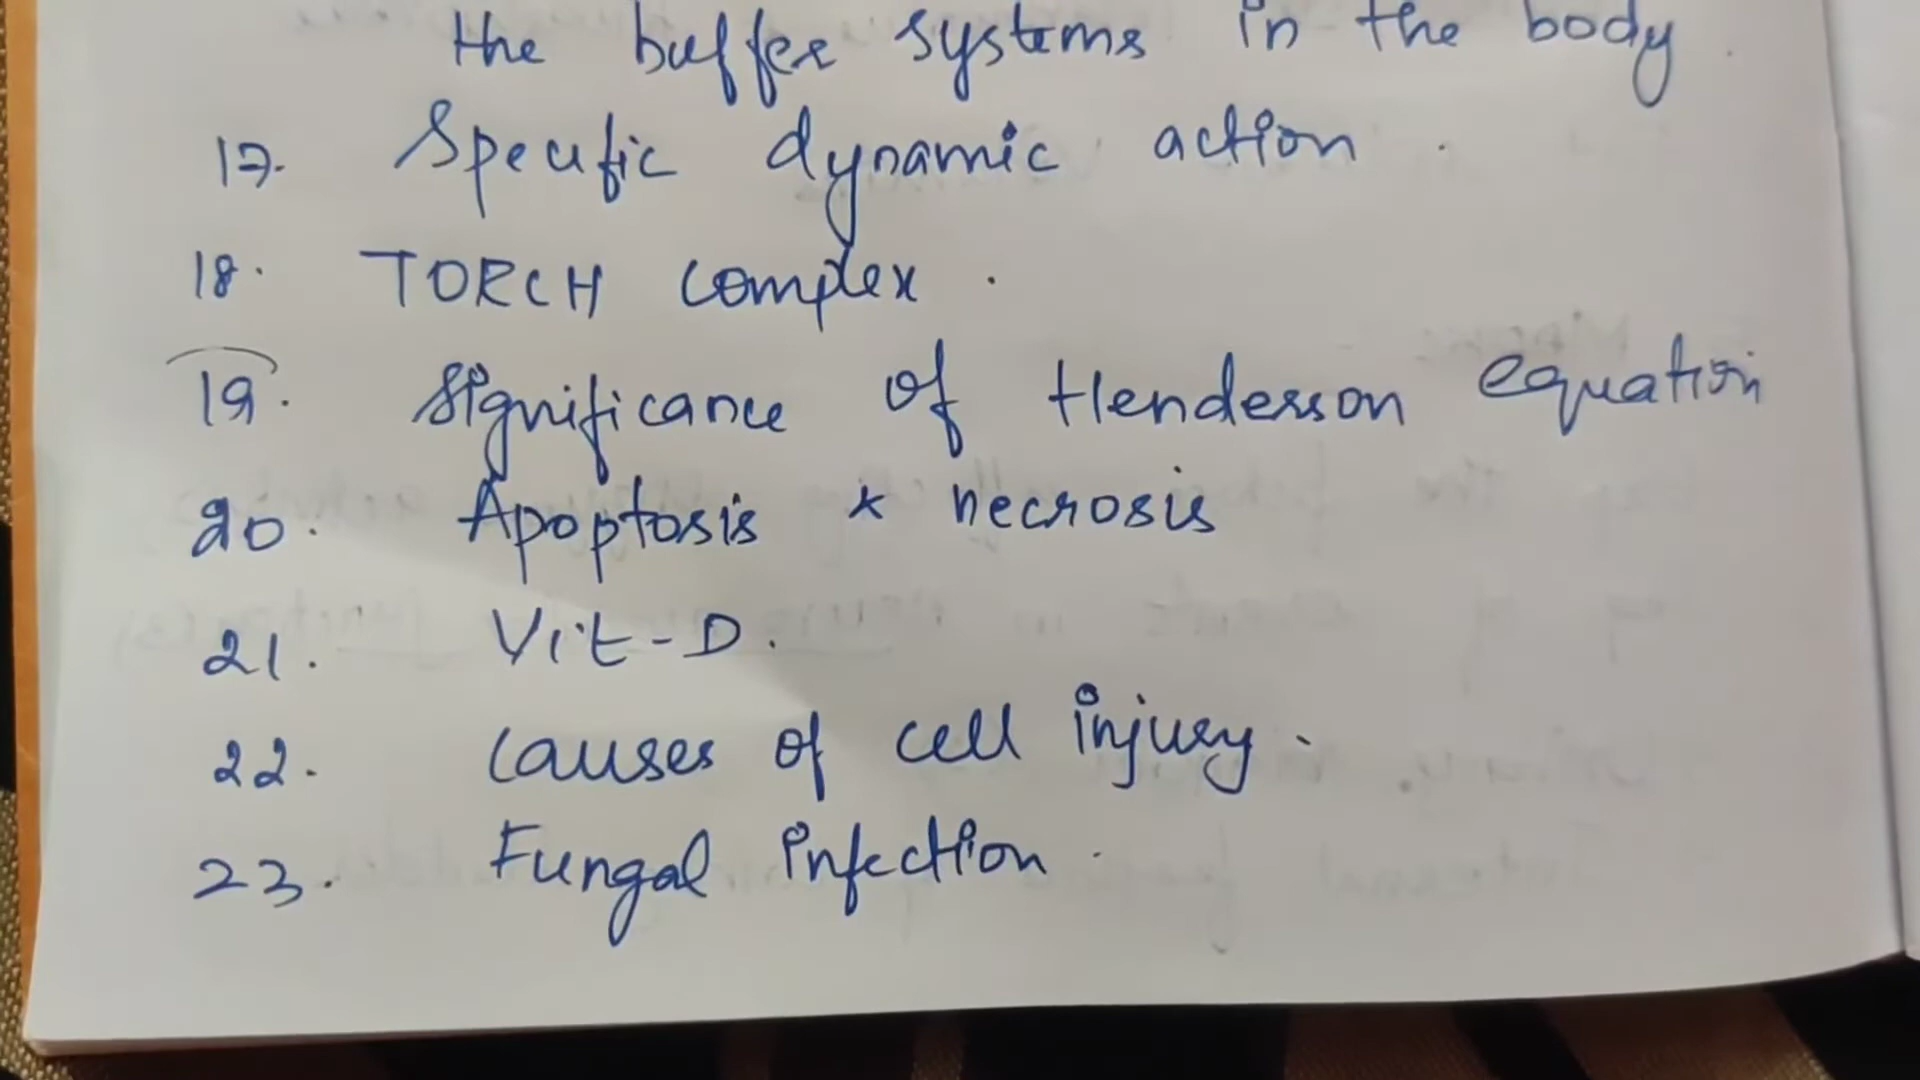 the buffer systems in the body.
17. Specific dynamic action.
18. TORCH complex.
19. Significance of Henderson equation
20. Apoptosis * necrosis
21. Vit-D.
22. Causes of cell injury.
23. Fungal infection.